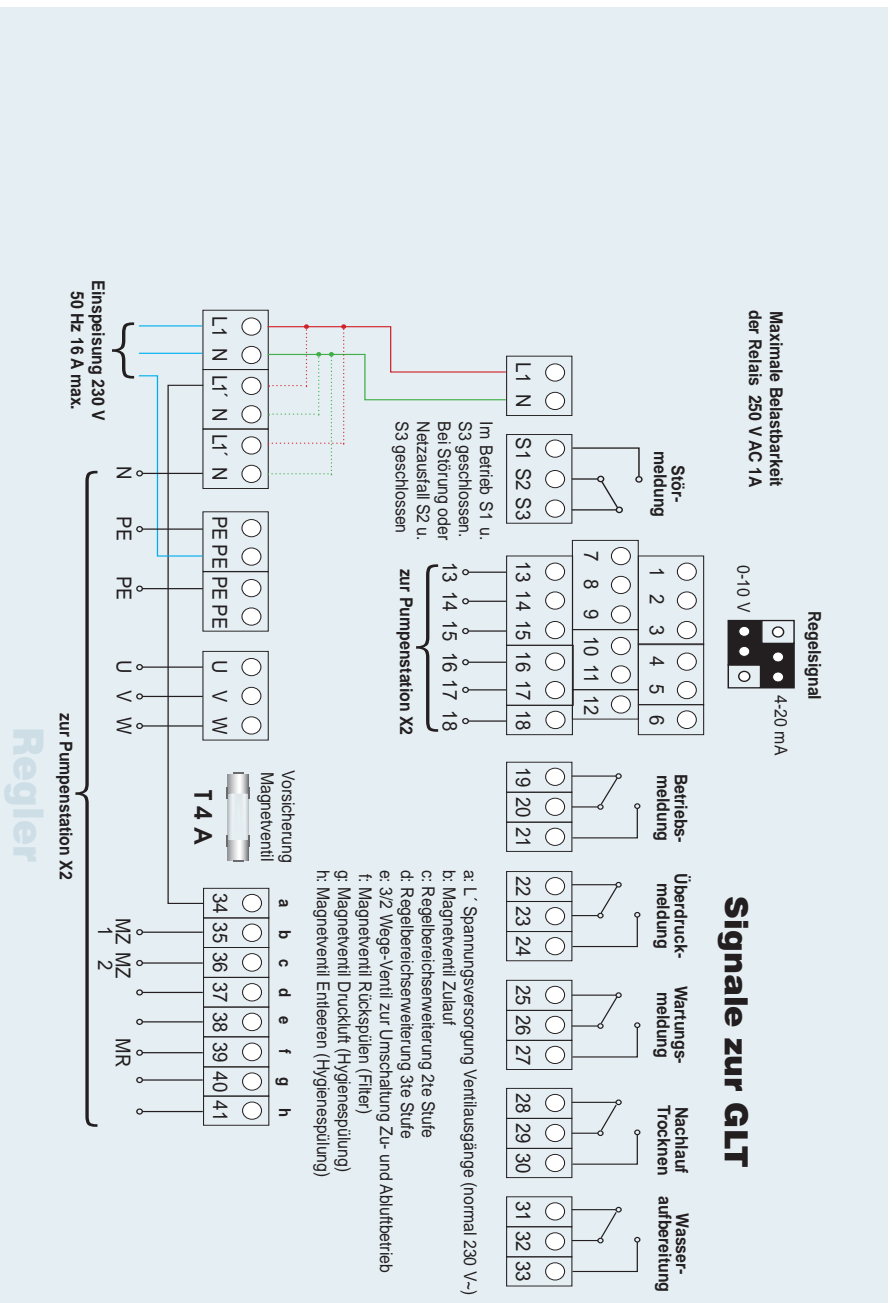 Signale zur GLT
Maximale Belastbarkeit
der Relais 250 V AC 1A
Regelsignal
0-10 V
4-20 mA
Stör-
meldung
Betriebs-
meldung
Überdruck-
meldung
Wartungs-
meldung
Nachlauf
Trocknen
Wasser-
aufbereitung
1 2 3 4 5 6
7 8 9 10 11 12
L1 N
S1 S2 S3
13 14 15 16 17 18
19 20 21
22 23 24
25 26 27
28 29 30
31 32 33
13 14 15 16 17 18
zur Pumpenstation X2
Im Betrieb S1 u.
S3 geschlossen.
Bei Störung oder
Netzausfall S2 u.
S3 geschlossen
a: L´ Spannungsversorgung Ventilausgänge (normal 230 V~)
b: Magnetventil Zulauf
c: Regelbereichserweiterung 2te Stufe
d: Regelbereichserweiterung 3te Stufe
e: 3/2 Wege-Ventil zur Umschaltung Zu- und Abluftbetrieb
f: Magnetventil Rückspülen (Filter)
g: Magnetventil Druckluft (Hygienespülung)
h: Magnetventil Entleeren (Hygienespülung)
Vorsicherung
Magnetventil
T 4 A
a b c d e f g h
L1 N L1´ N L1´ N
PE PE PE PE
U V W
34 35 36 37 38 39 40 41
N PE PE U V W
MZ MZ MR
1 2
Einspeisung 230 V
50 Hz 16 A max.
zur Pumpenstation X2
Regler